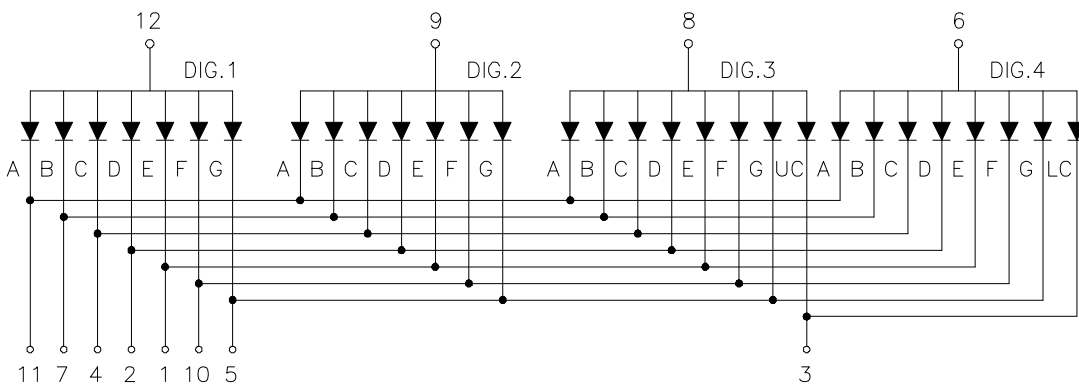 12 9 8 6
DIG.1 DIG.2 DIG.3 DIG.4
A B C D E F G A B C D E F G A B C D E F G UC A B C D E F G LC
11 7 4 2 1 10 5 3